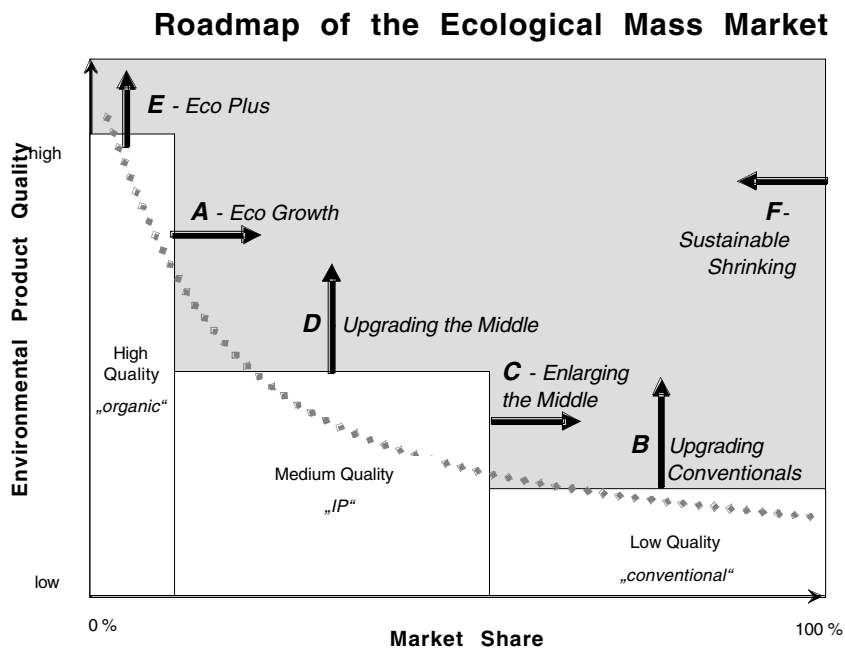 Roadmap of the Ecological Mass Market
E - Eco Plus
high
A - Eco Growth
F-
Sustainable
Shrinking
D Upgrading the Middle
High
Quality
„organic“
C - Enlarging
the Middle
B Upgrading
Conventionals
Medium Quality
„IP“
Low Quality
„conventional“
low
Environmental Product Quality
0 %
100 %
Market Share